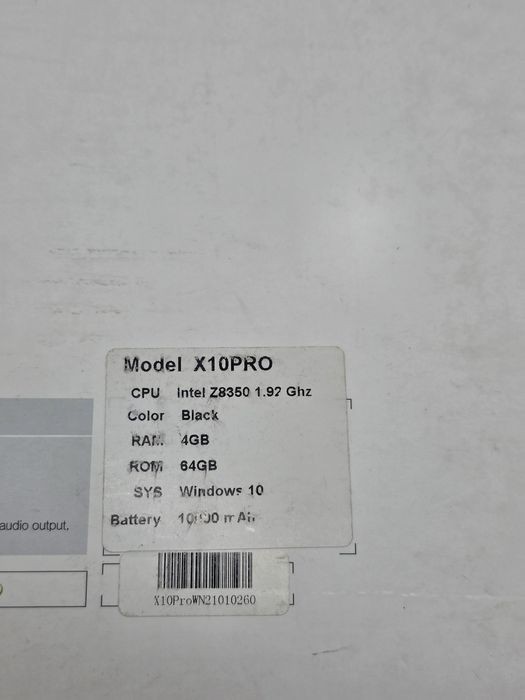 Model X10PRO
CPU Intel Z8350 1.92 Ghz
Color Black
RAM 4GB
ROM 64GB
SYS Windows 10
Battery
audio output.
X10ProWN21010260